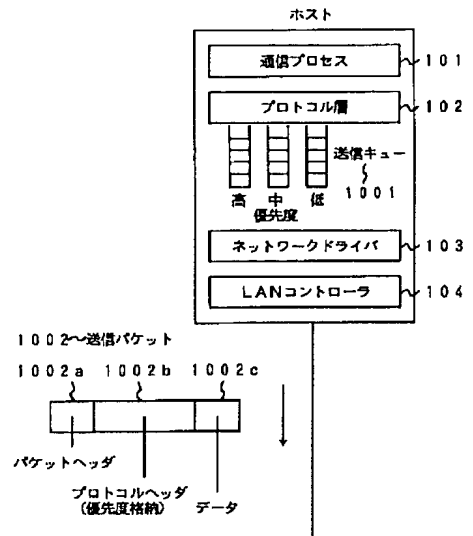 ホスト
通信プロセス 101
プロトコル層 102
送信キュー
1001
高 中 低
優先度
ネットワークドライバ 103
LANコントローラ 104
1002~送信パケット
1002a 1002b 1002c
パケットヘッダ
プロトコルヘッダ
(優先度格納)
データ